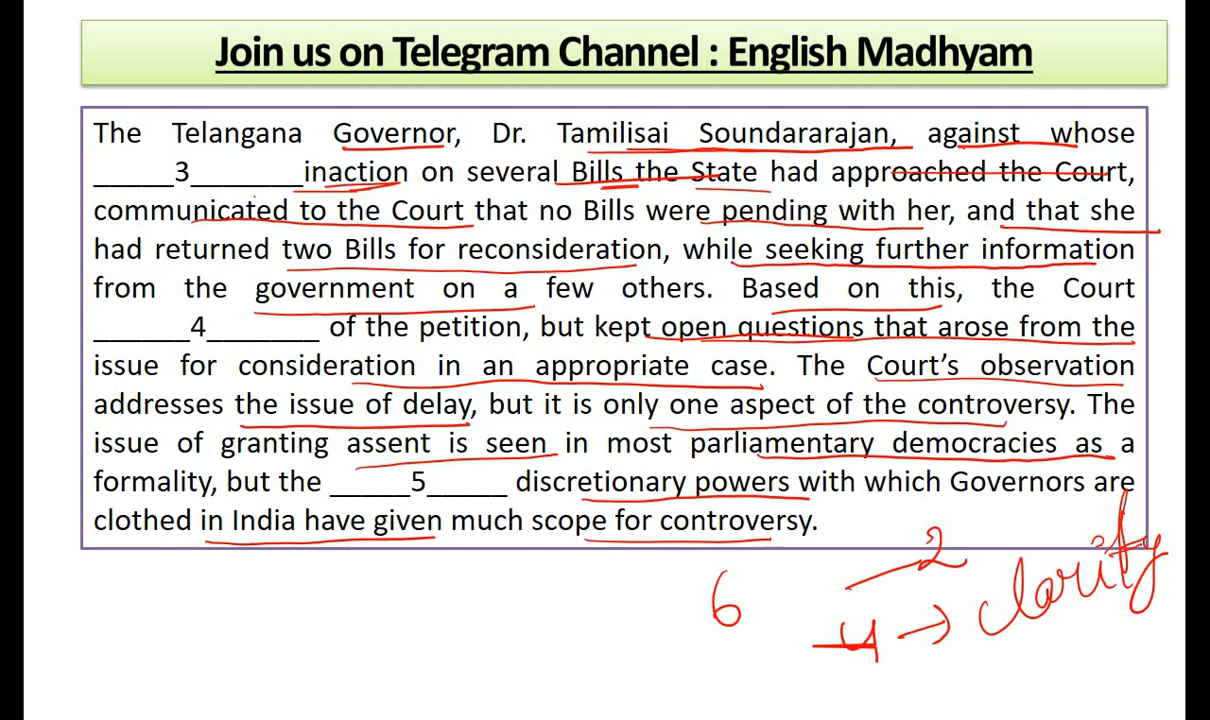 Join us on Telegram Channel : English Madhyam
The Telangana Governor, Dr. Tamilisai Soundararajan, against whose
_____3_______inaction on several Bills the State had approached the Court,
communicated to the Court that no Bills were pending with her, and that she
had returned two Bills for reconsideration, while seeking further information
from the government on a few others. Based on this, the Court
______4_______ of the petition, but kept open questions that arose from the
issue for consideration in an appropriate case. The Court’s observation
addresses the issue of delay, but it is only one aspect of the controversy. The
issue of granting assent is seen in most parliamentary democracies as a
formality, but the _____5_____ discretionary powers with which Governors are
clothed in India have given much scope for controversy.
6 2
4 → clarify